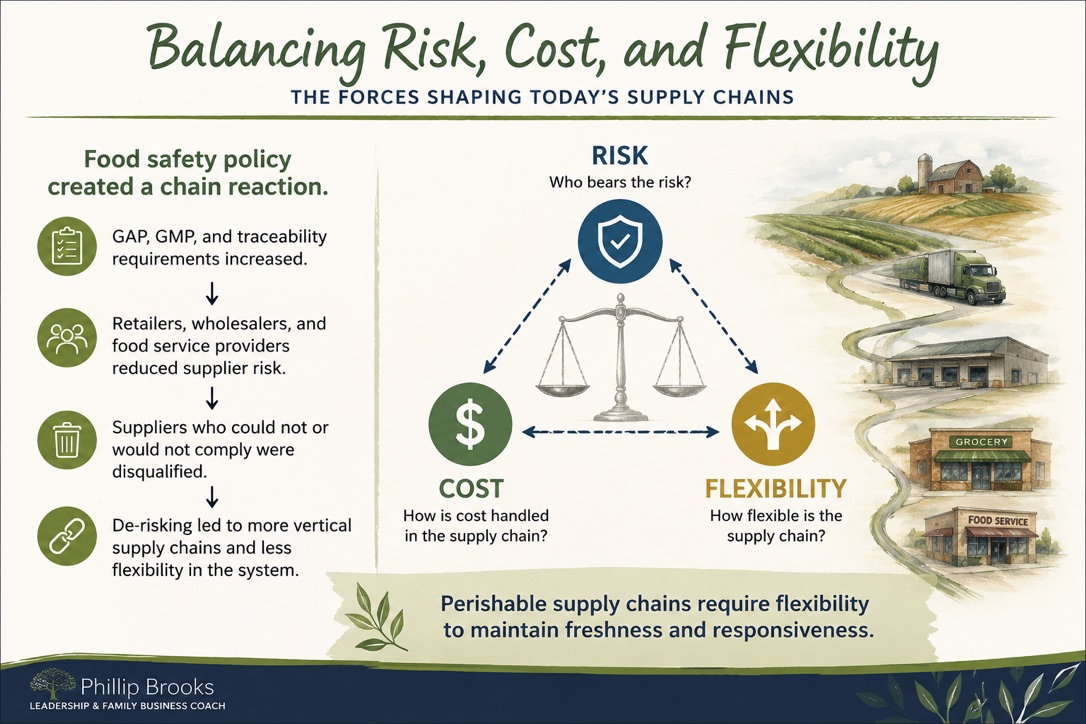 Balancing Risk, Cost, and Flexibility
THE FORCES SHAPING TODAY'S SUPPLY CHAINS
Food safety policy
created a chain reaction.
GAP, GMP, and traceability
requirements increased.
Retailers, wholesalers, and
food service providers
reduced supplier risk.
Suppliers who could not or
would not comply were
disqualified.
De-risking led to more vertical
supply chains and less
flexibility in the system.
RISK
Who bears the risk?
$
COST
How is cost handled
in the supply chain?
FLEXIBILITY
How flexible is the
supply chain?
GROCERY
FOOD SERVICE
Perishable supply chains require flexibility
to maintain freshness and responsiveness.
Phillip Brooks
LEADERSHIP & FAMILY BUSINESS COACH